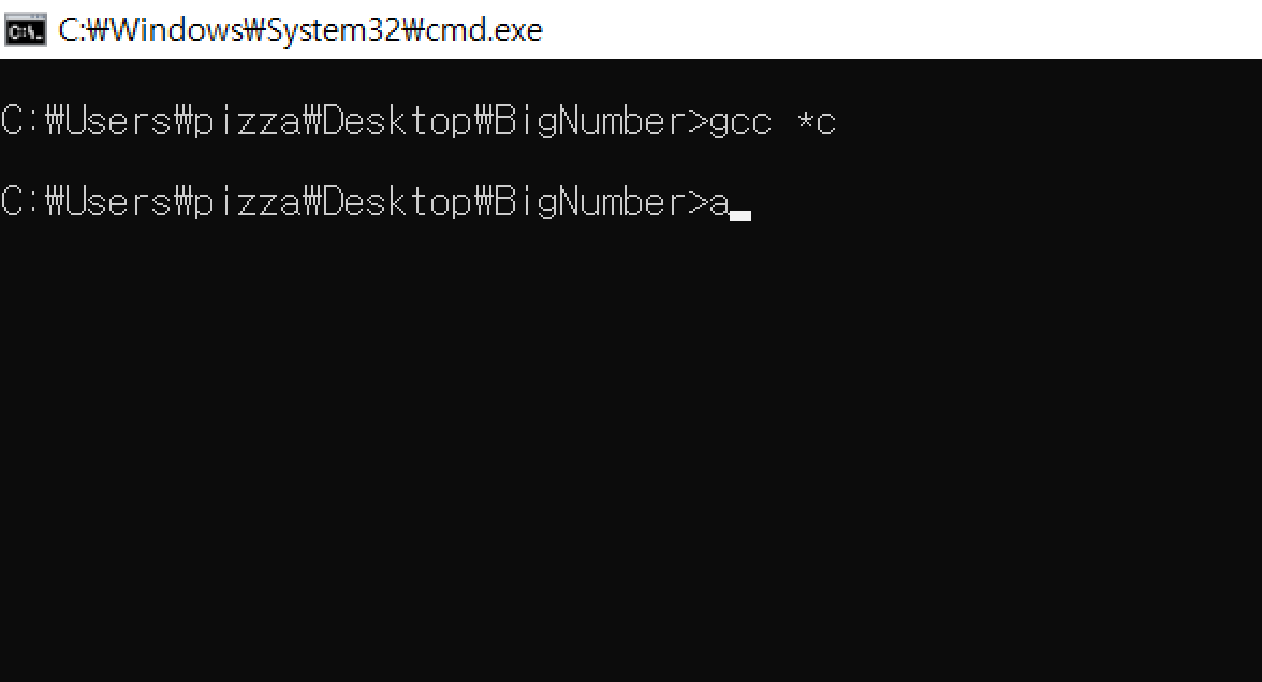 C:₩Windows₩System32₩cmd.exe
C:₩Users₩pizza₩Desktop₩BigNumber>gcc *c
C:₩Users₩pizza₩Desktop₩BigNumber>a